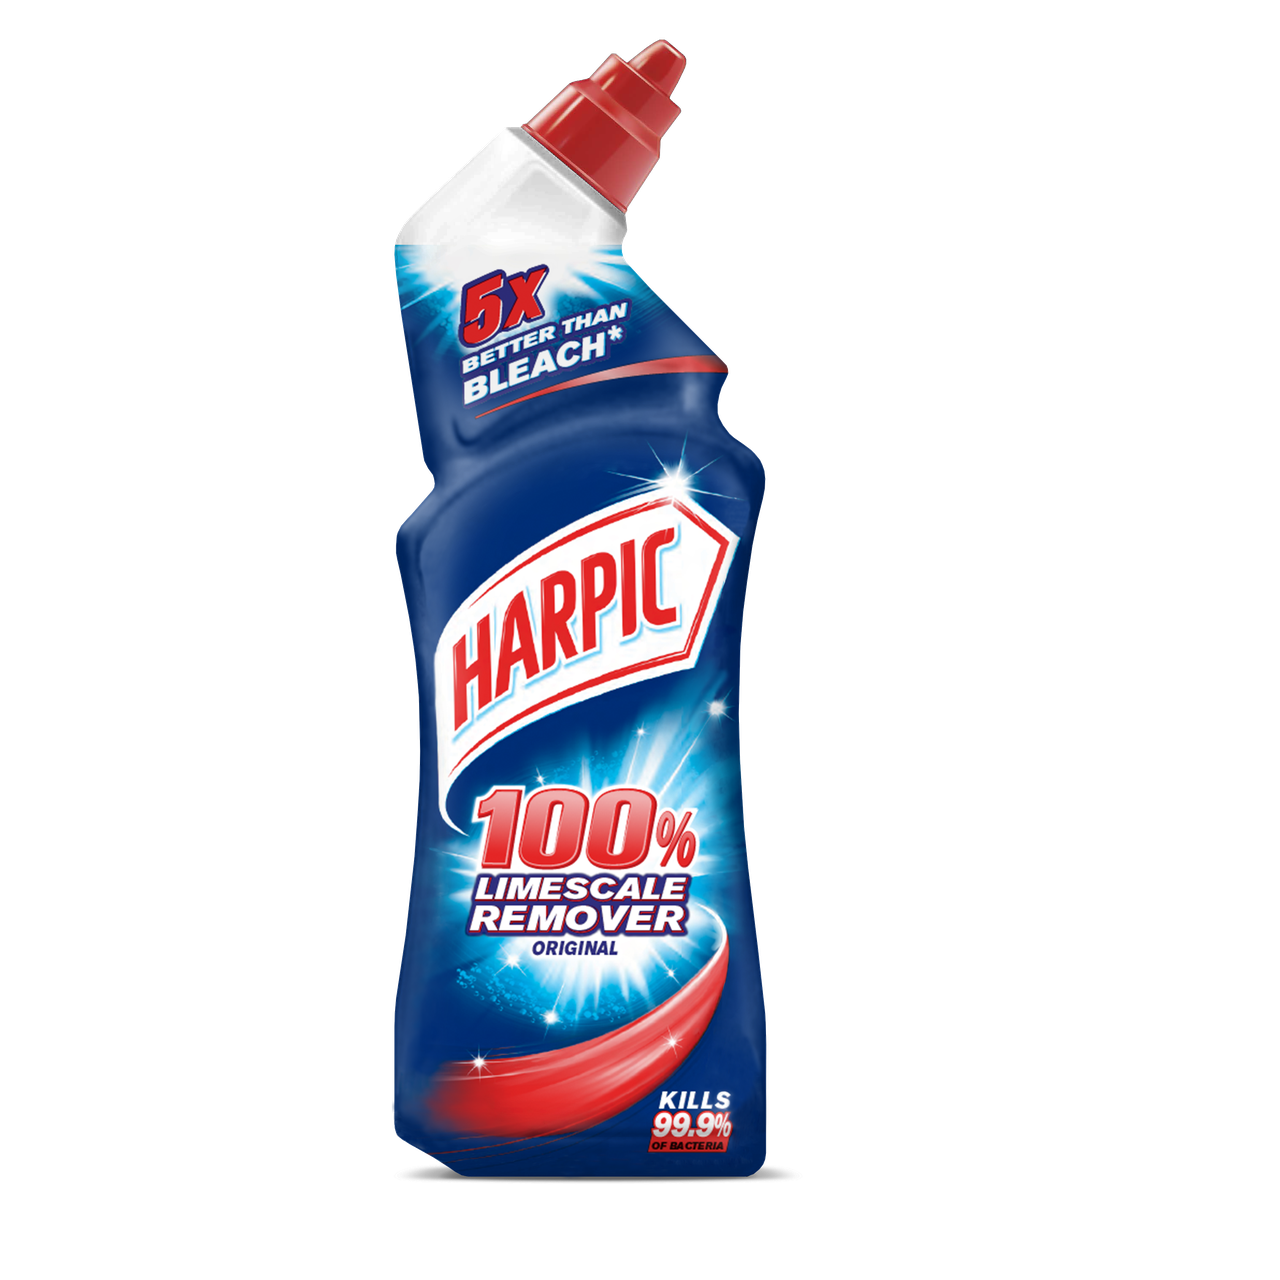 5X
BETTER THAN
BLEACH*
HARPIC
100%
LIMESCALE
REMOVER
ORIGINAL
KILLS
99.9%
OF BACTERIA